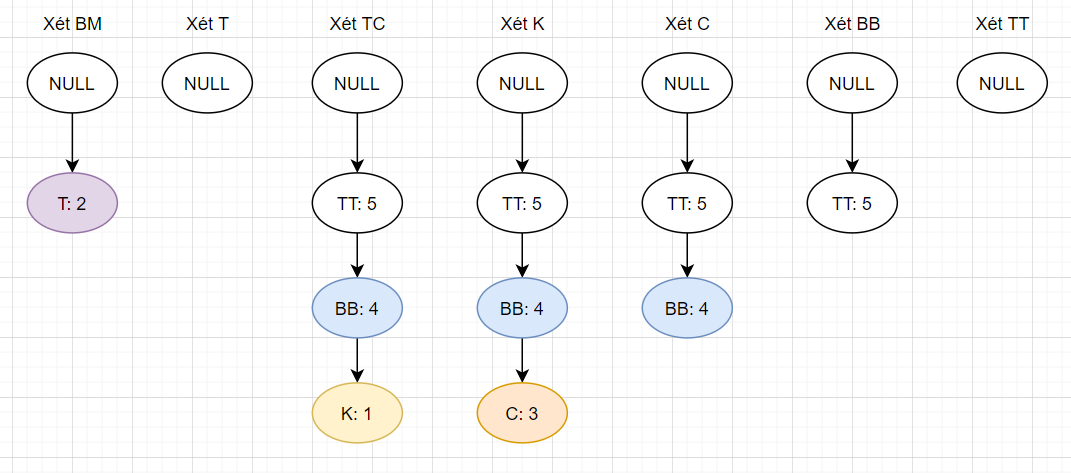 Xét BM
Xét T
Xét TC
Xét K
Xét C
Xét BB
Xét TT
NULL
NULL
NULL
NULL
NULL
NULL
NULL
T: 2
TT: 5
TT: 5
TT: 5
TT: 5
BB: 4
BB: 4
BB: 4
K: 1
C: 3